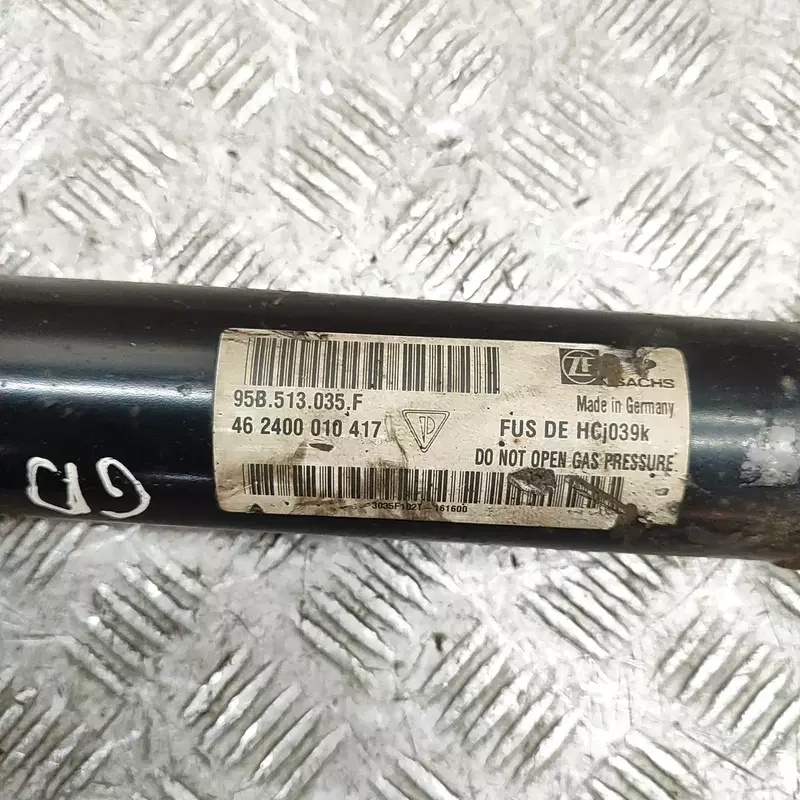 95B.513.035.F
46 2400 010 417
ZF
SACHS
Made in Germany
FUS DE HCj039k
DO NOT OPEN GAS PRESSURE